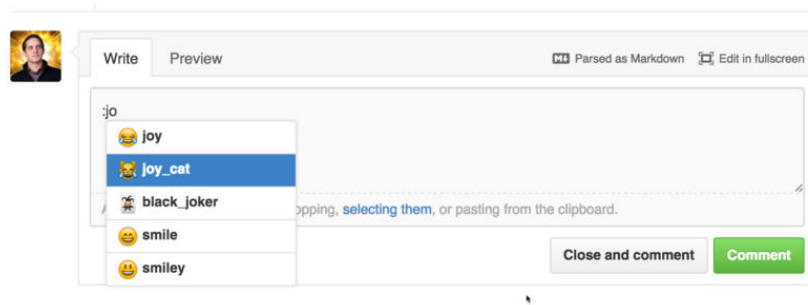 Write Preview Parsed as Markdown Edit in fullscreen
:jo
joy
joy_cat
black_joker
opping, selecting them, or pasting from the clipboard.
smile
smiley
Close and comment Comment